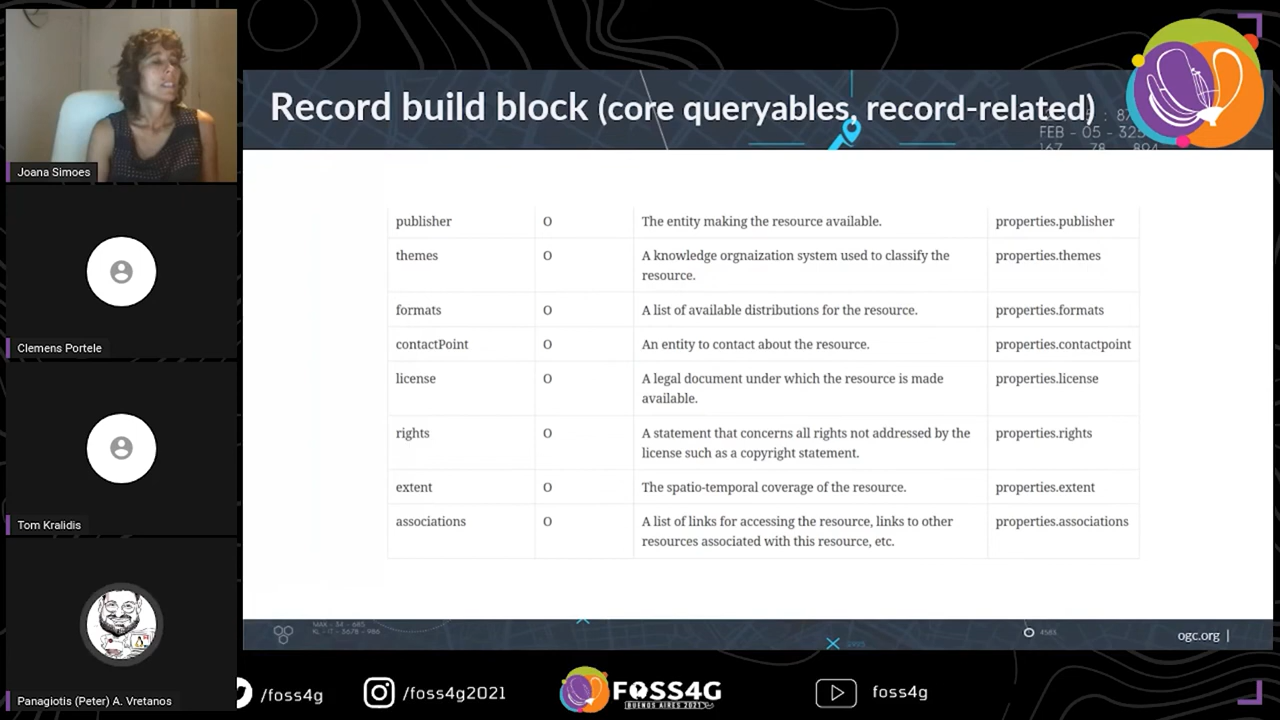 Joana Simoes
Clemens Portele
Tom Kralidis
Panagiotis (Peter) A. Vretanos
Record build block (core queryables, record-related)
FEB - 05 - 325
publisher O The entity making the resource available. properties.publisher
themes O A knowledge orgnaization system used to classify the properties.themes
resource.
formats O A list of available distributions for the resource. properties.formats
contactPoint O An entity to contact about the resource. properties.contactpoint
license O A legal document under which the resource is made properties.license
available.
rights O A statement that concerns all rights not addressed by the properties.rights
license such as a copyright statement.
extent O The spatio-temporal coverage of the resource. properties.extent
associations O A list of links for accessing the resource, links to other properties.associations
resources associated with this resource, etc.
ogc.org |
/foss4g
/foss4g2021
FOSS4G
BUENOS AIRES 2021
foss4g